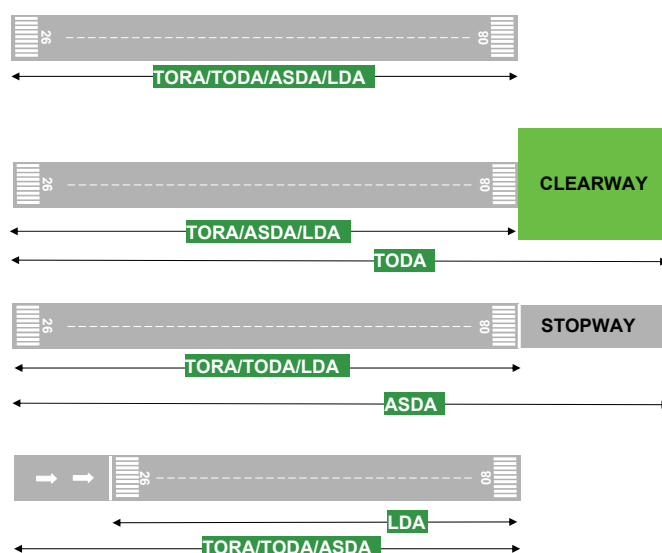 26 08
TORA/TODA/ASDA/LDA
26 08 CLEARWAY
TORA/ASDA/LDA
TODA
26 08 STOPWAY
TORA/TODA/LDA
ASDA
26 08
LDA
TORA/TODA/ASDA